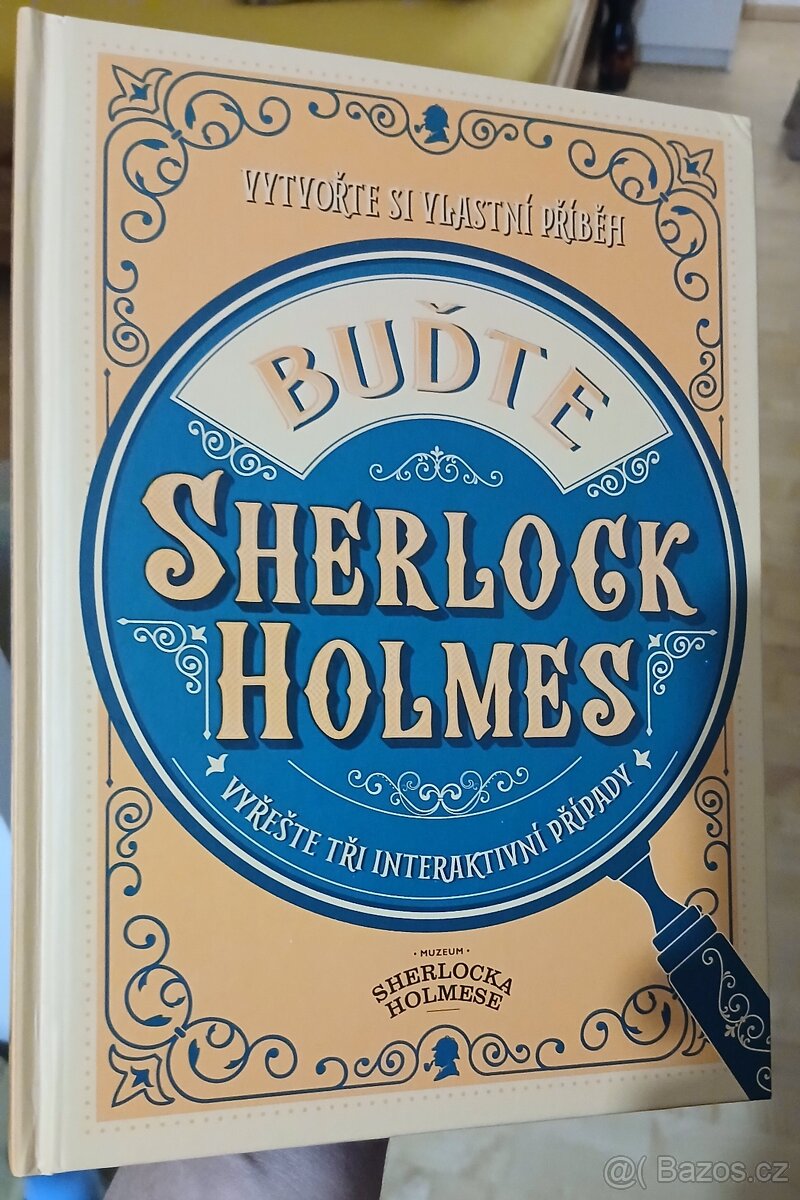 VYTVOŘTE SI VLASTNÍ PŘÍBĚH
BUĎTE
SHERLOCK
HOLMES
VYŘEŠTE TŘI INTERAKTIVNÍ PŘÍPADY
· MUZEUM ·
SHERLOCKA
HOLMESE
@( Bazos.cz